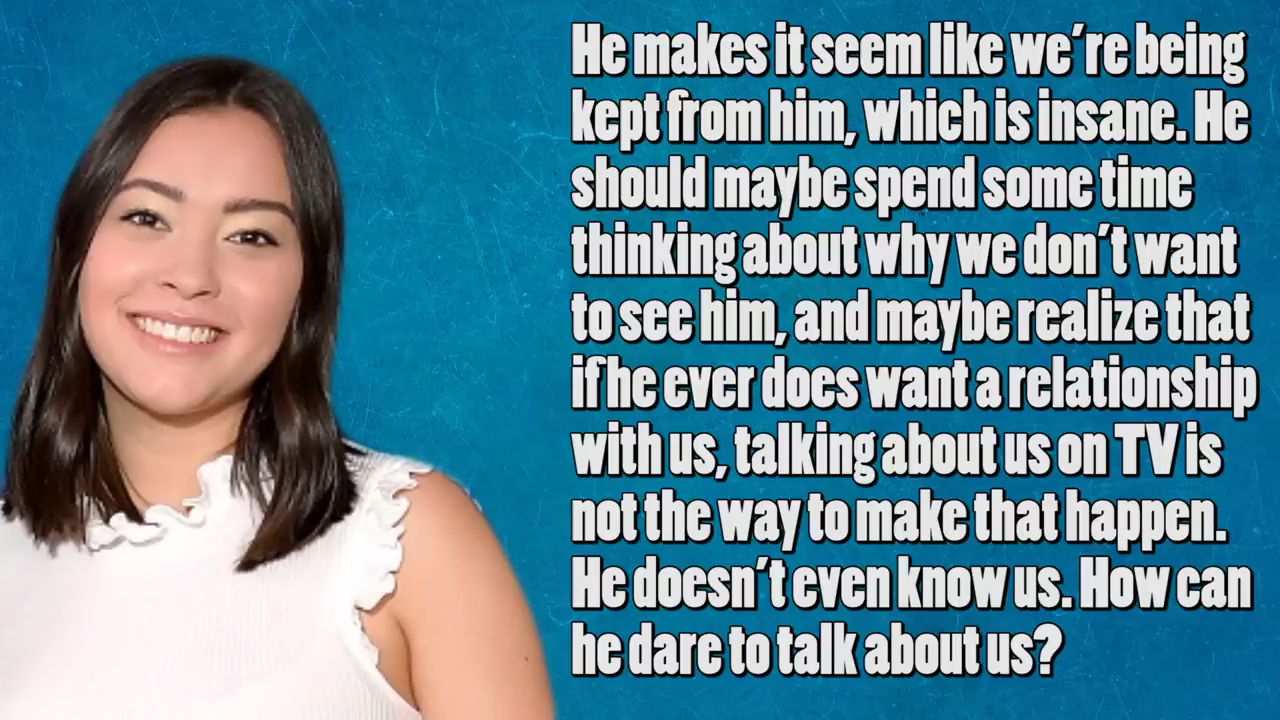 He makes it seem like we're being
kept from him, which is insane. He
should maybe spend some time
thinking about why we don't want
to see him, and maybe realize that
if he ever does want a relationship
with us, talking about us on TV is
not the way to make that happen.
He doesn't even know us. How can
he dare to talk about us?